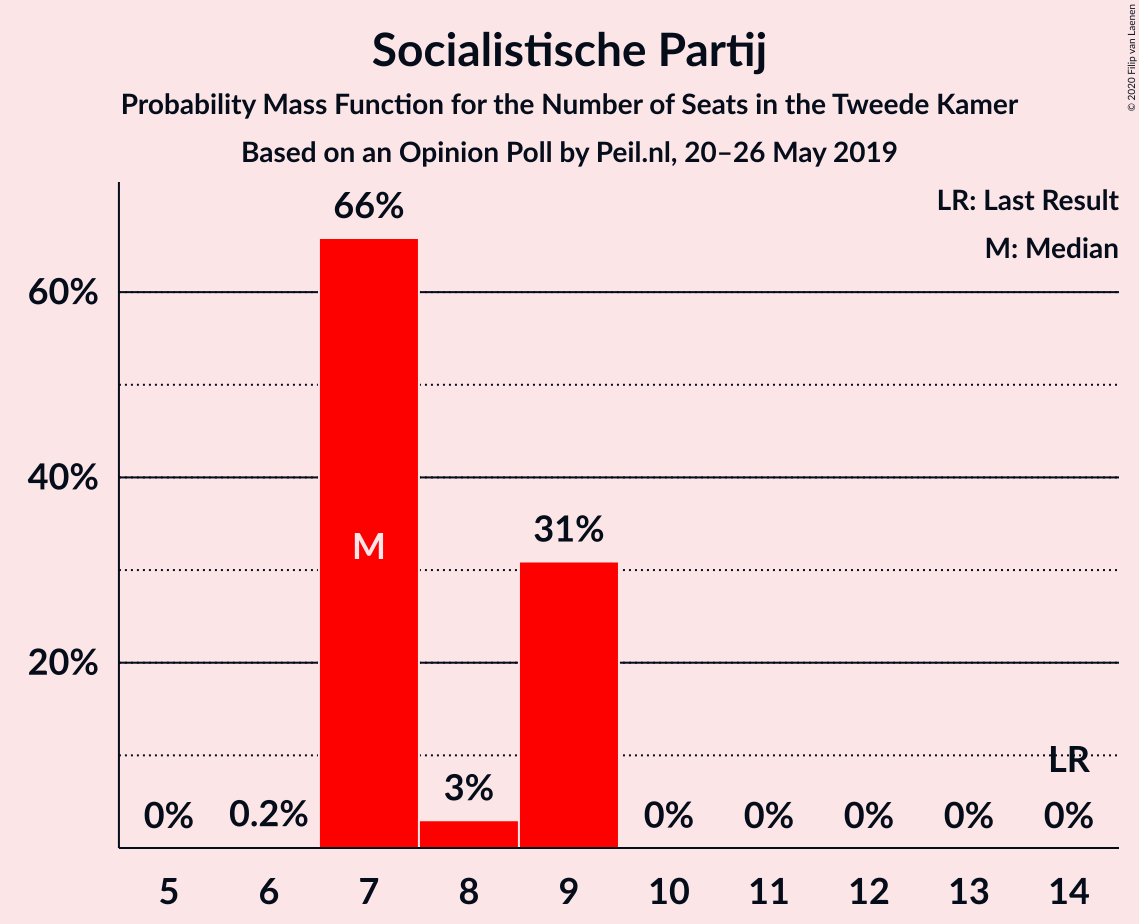 Socialistische Partij
Probability Mass Function for the Number of Seats in the Tweede Kamer
Based on an Opinion Poll by Peil.nl, 20–26 May 2019
© 2020 Filip van Laenen
LR: Last Result
M: Median
60%
40%
20%
0%
0.2%
66%
M
3%
31%
0%
0%
0%
0%
LR
0%
5 6 7 8 9 10 11 12 13 14